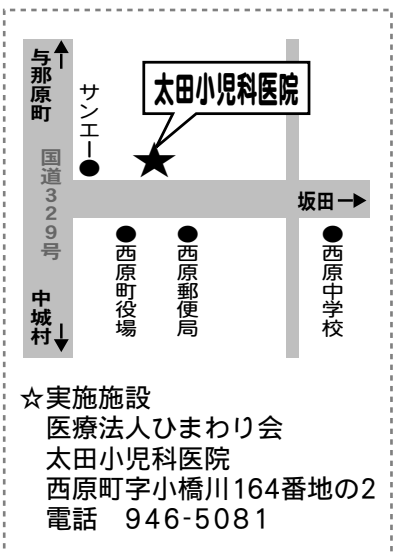 与那原町
サンエー
太田小児科医院
国道329号
坂田
西原町役場
西原郵便局
西原中学校
中城村
☆実施施設
医療法人ひまわり会
太田小児科医院
西原町字小橋川164番地の2
電話 946-5081